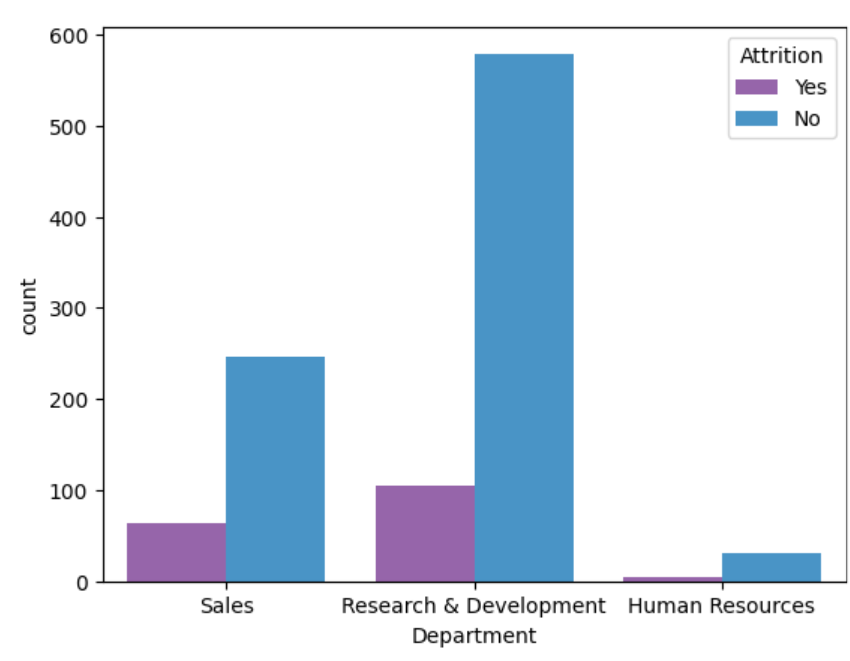 600
500
400
300
200
100
0
count
Attrition
Yes
No
Sales
Research & Development
Human Resources
Department